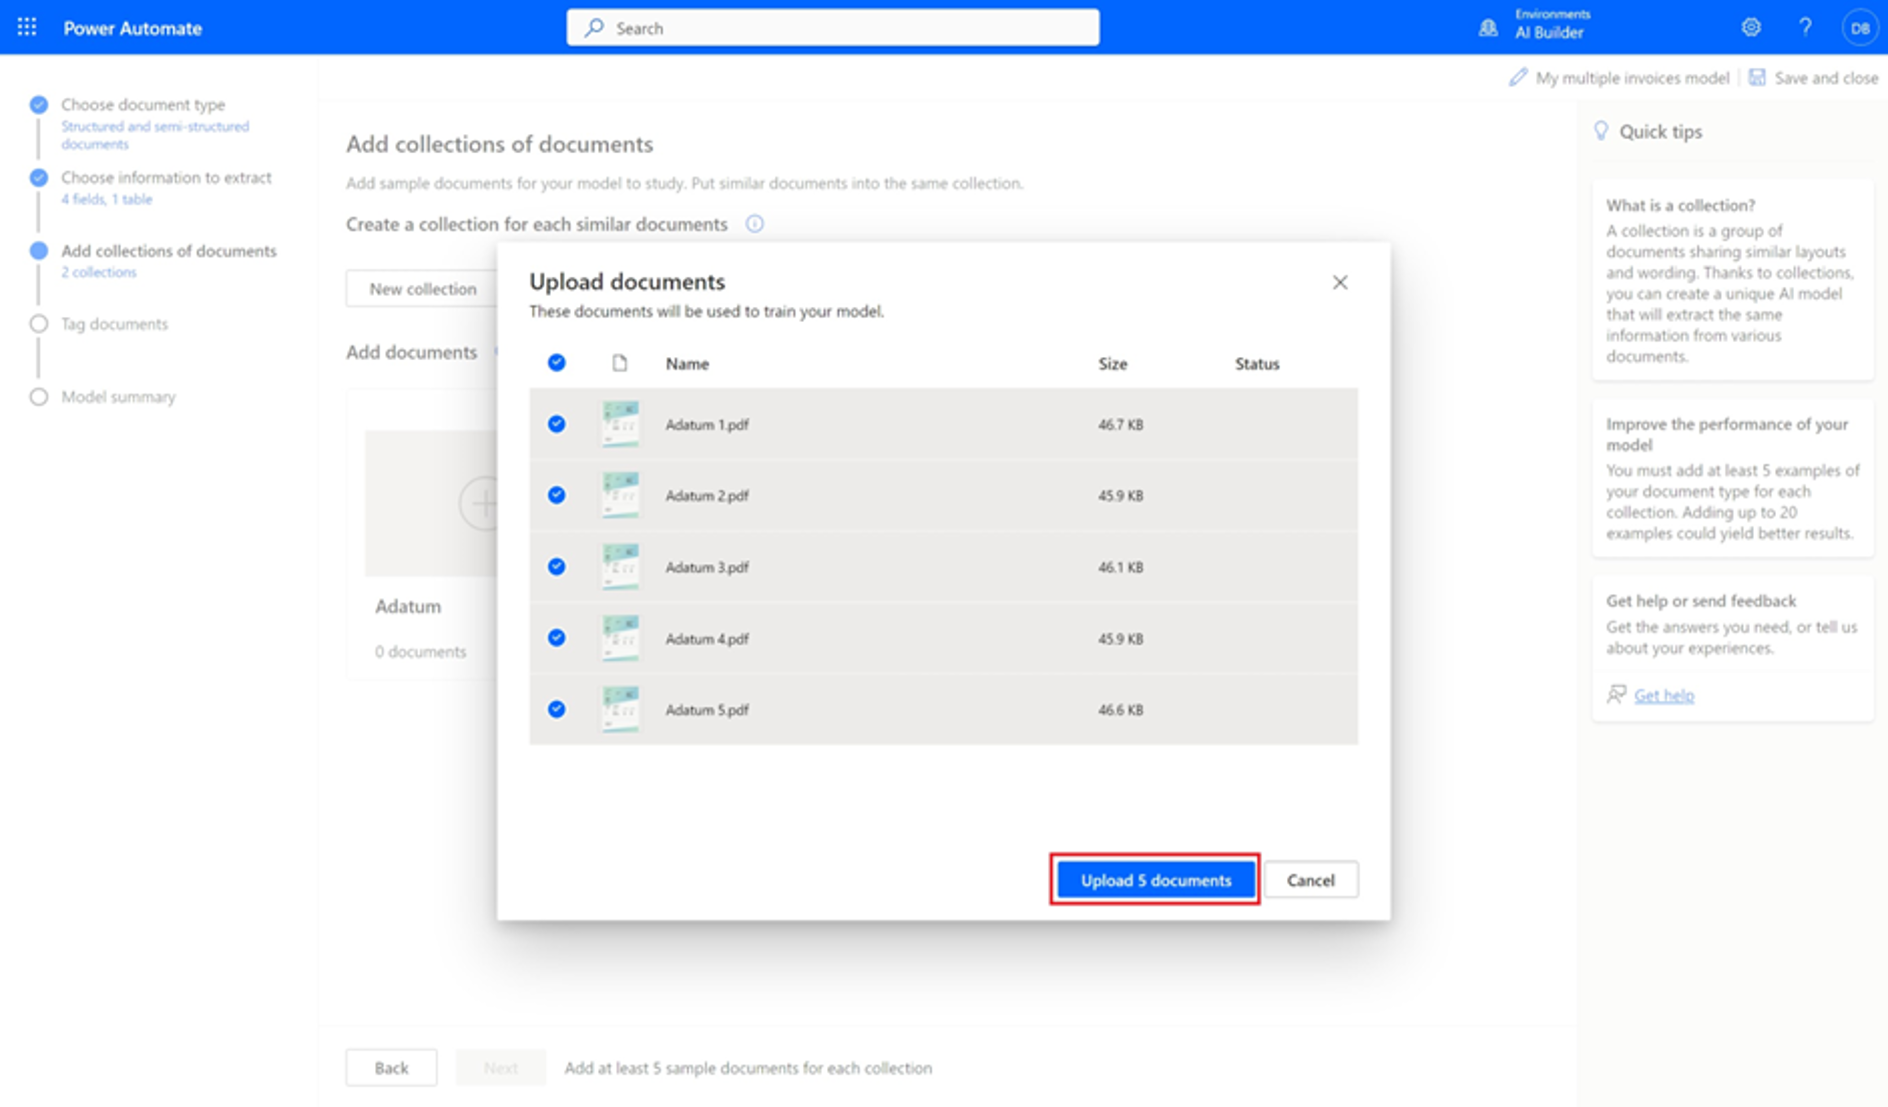 Power Automate
Search
Environments
AI Builder
?
DB
My multiple invoices model
Save and close
Choose document type
Structured and semi-structured
documents
Choose information to extract
4 fields, 1 table
Add collections of documents
2 collections
Tag documents
Model summary
Add collections of documents
Add sample documents for your model to study. Put similar documents into the same collection.
Create a collection for each similar documents
New collection
Add documents
Adatum
0 documents
Upload documents
These documents will be used to train your model.
Name Size Status
Adatum 1.pdf 46.7 KB
Adatum 2.pdf 45.9 KB
Adatum 3.pdf 46.1 KB
Adatum 4.pdf 45.9 KB
Adatum 5.pdf 46.6 KB
Upload 5 documents
Cancel
Back
Next
Add at least 5 sample documents for each collection
Quick tips
What is a collection?
A collection is a group of
documents sharing similar layouts
and wording. Thanks to collections,
you can create a unique AI model
that will extract the same
information from various
documents.
Improve the performance of your
model
You must add at least 5 examples of
your document type for each
collection. Adding up to 20
examples could yield better results.
Get help or send feedback
Get the answers you need, or tell us
about your experiences.
Get help